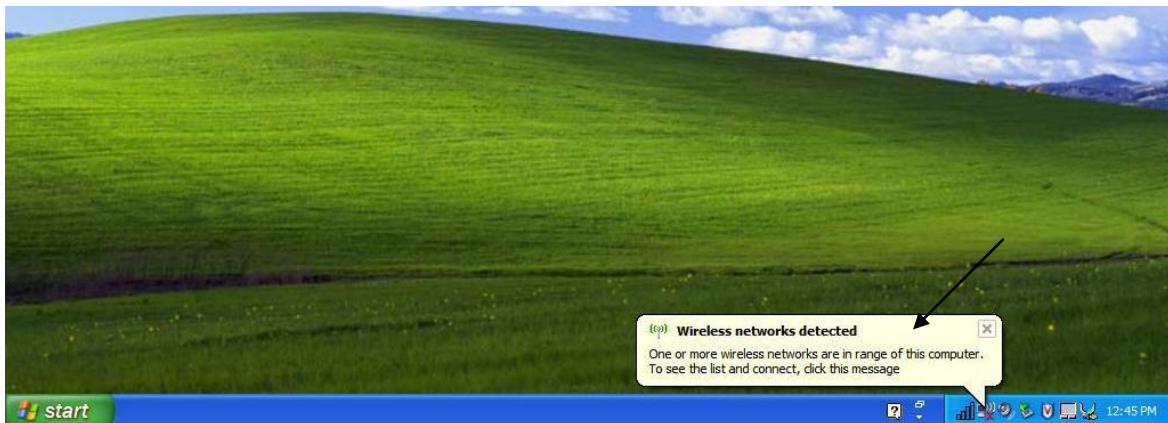 Wireless networks detected
One or more wireless networks are in range of this computer.
To see the list and connect, click this message
start
12:45 PM